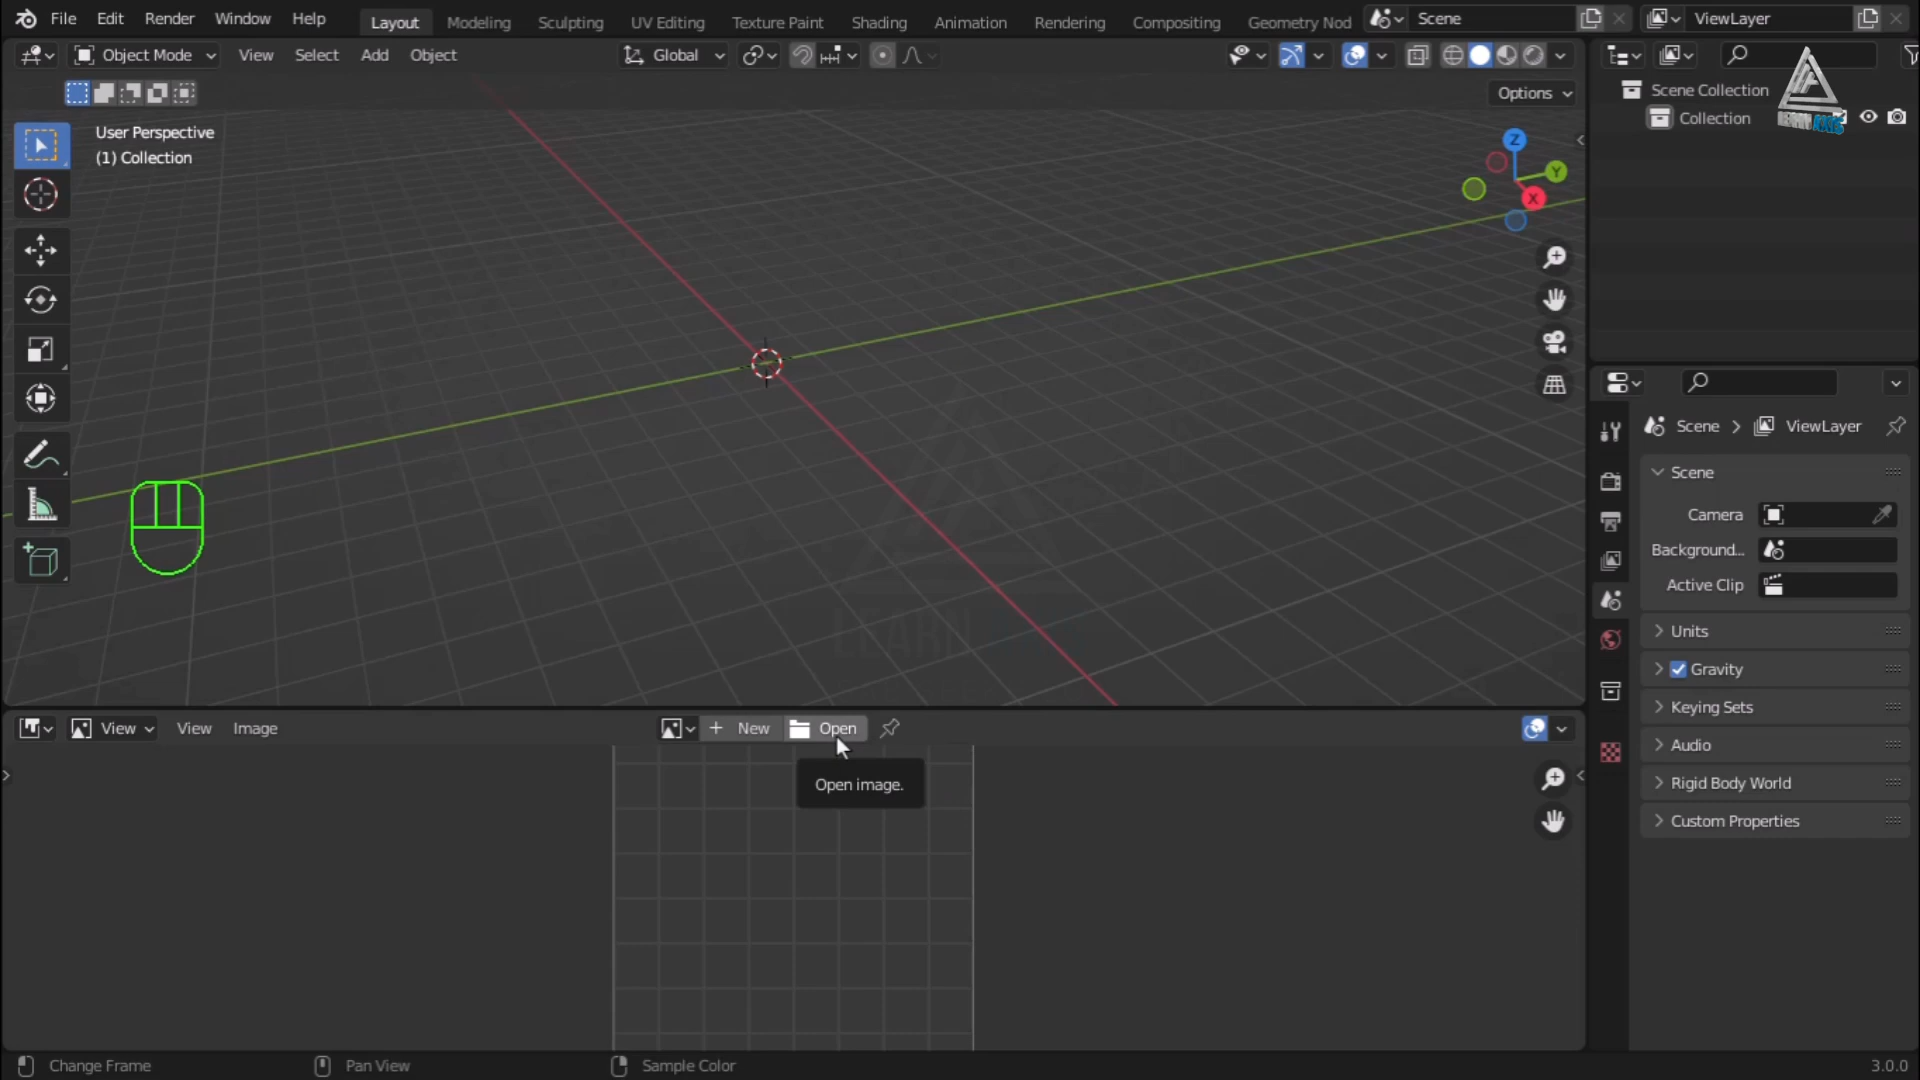 File Edit Render Window Help Layout Modeling Sculpting UV Editing Texture Paint Shading Animation Rendering Compositing Geometry Nod Scene ViewLayer
Object Mode View Select Add Object Global
Options
User Perspective
(1) Collection
Z
Y
X
Scene Collection
Collection
Scene > ViewLayer
Scene
Camera
Background...
Active Clip
Units
Gravity
Keying Sets
Audio
Rigid Body World
Custom Properties
LEARN
View View Image + New Open
Open image.
Change Frame Pan View Sample Color 3.0.0